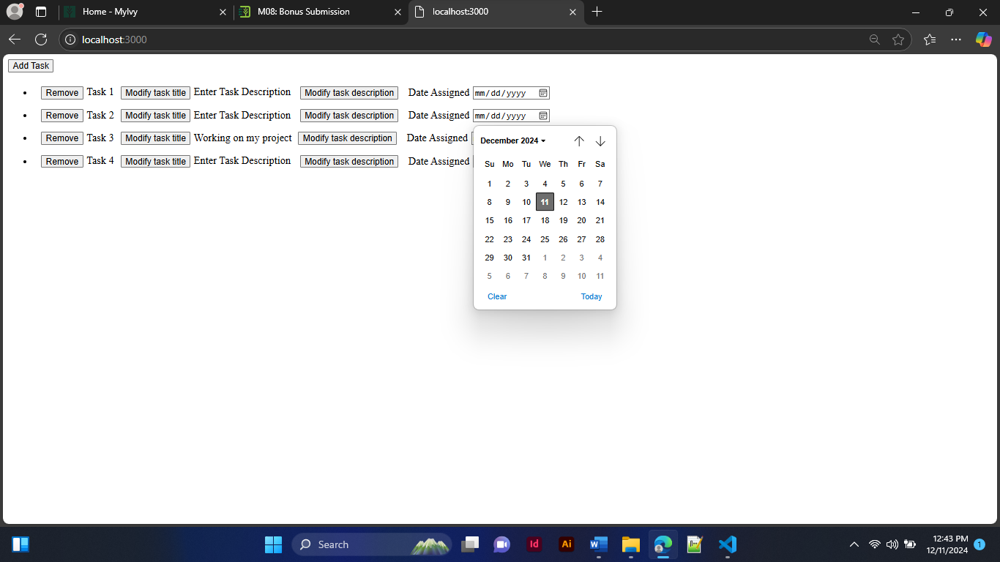 Home - MyIvy
M08: Bonus Submission
localhost:3000
localhost:3000
Add Task
Remove Task 1 Modify task title Enter Task Description Modify task description Date Assigned mm/dd/yyyy
Remove Task 2 Modify task title Enter Task Description Modify task description Date Assigned mm/dd/yyyy
Remove Task 3 Modify task title Working on my project Modify task description Date Assigned
Remove Task 4 Modify task title Enter Task Description Modify task description Date Assigned
December 2024
Su Mo Tu We Th Fr Sa
1 2 3 4 5 6 7
8 9 10 11 12 13 14
15 16 17 18 19 20 21
22 23 24 25 26 27 28
29 30 31 1 2 3 4
5 6 7 8 9 10 11
Clear Today
Search
Id
Ai
W
12:43 PM
12/11/2024
1